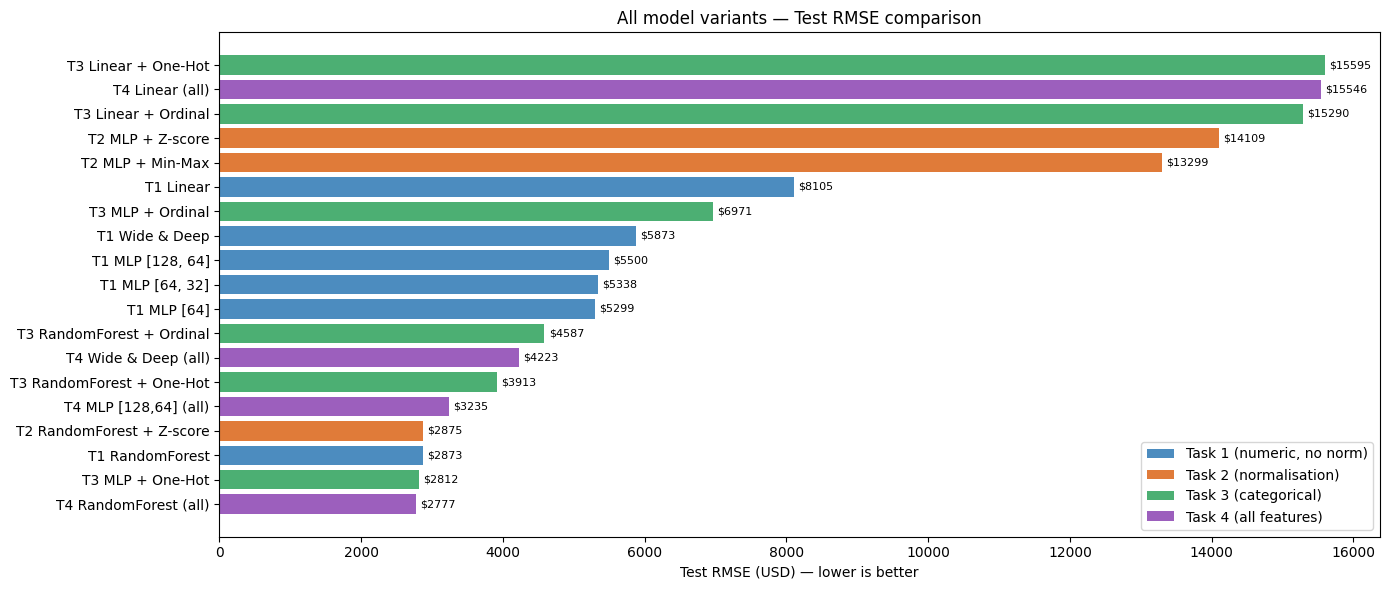 All model variants — Test RMSE comparison
T3 Linear + One-Hot $15595
T4 Linear (all) $15546
T3 Linear + Ordinal $15290
T2 MLP + Z-score $14109
T2 MLP + Min-Max $13299
T1 Linear $8105
T3 MLP + Ordinal $6971
T1 Wide & Deep $5873
T1 MLP [128, 64] $5500
T1 MLP [64, 32] $5338
T1 MLP [64] $5299
T3 RandomForest + Ordinal $4587
T4 Wide & Deep (all) $4223
T3 RandomForest + One-Hot $3913
T4 MLP [128,64] (all) $3235
T2 RandomForest + Z-score $2875
T1 RandomForest $2873
T3 MLP + One-Hot $2812
T4 RandomForest (all) $2777
Task 1 (numeric, no norm)
Task 2 (normalisation)
Task 3 (categorical)
Task 4 (all features)
0 2000 4000 6000 8000 10000 12000 14000 16000
Test RMSE (USD) — lower is better